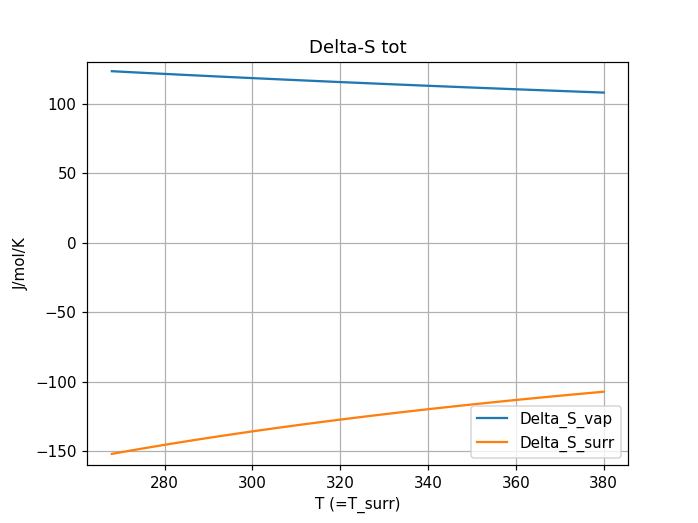 Delta-S tot
J/mol/K
100
50
0
−50
−100
−150
280
300
320
340
360
380
T (=T_surr)
Delta_S_vap
Delta_S_surr